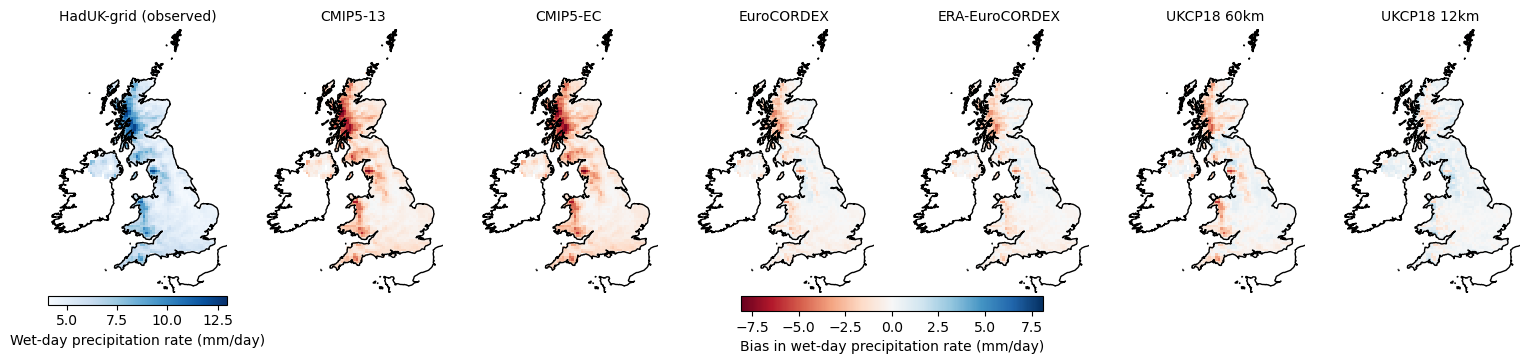 HadUK-grid (observed)
CMIP5-13
CMIP5-EC
EuroCORDEX
ERA-EuroCORDEX
UKCP18 60km
UKCP18 12km
5.0 7.5 10.0 12.5
Wet-day precipitation rate (mm/day)
−7.5 −5.0 −2.5 0.0 2.5 5.0 7.5
Bias in wet-day precipitation rate (mm/day)